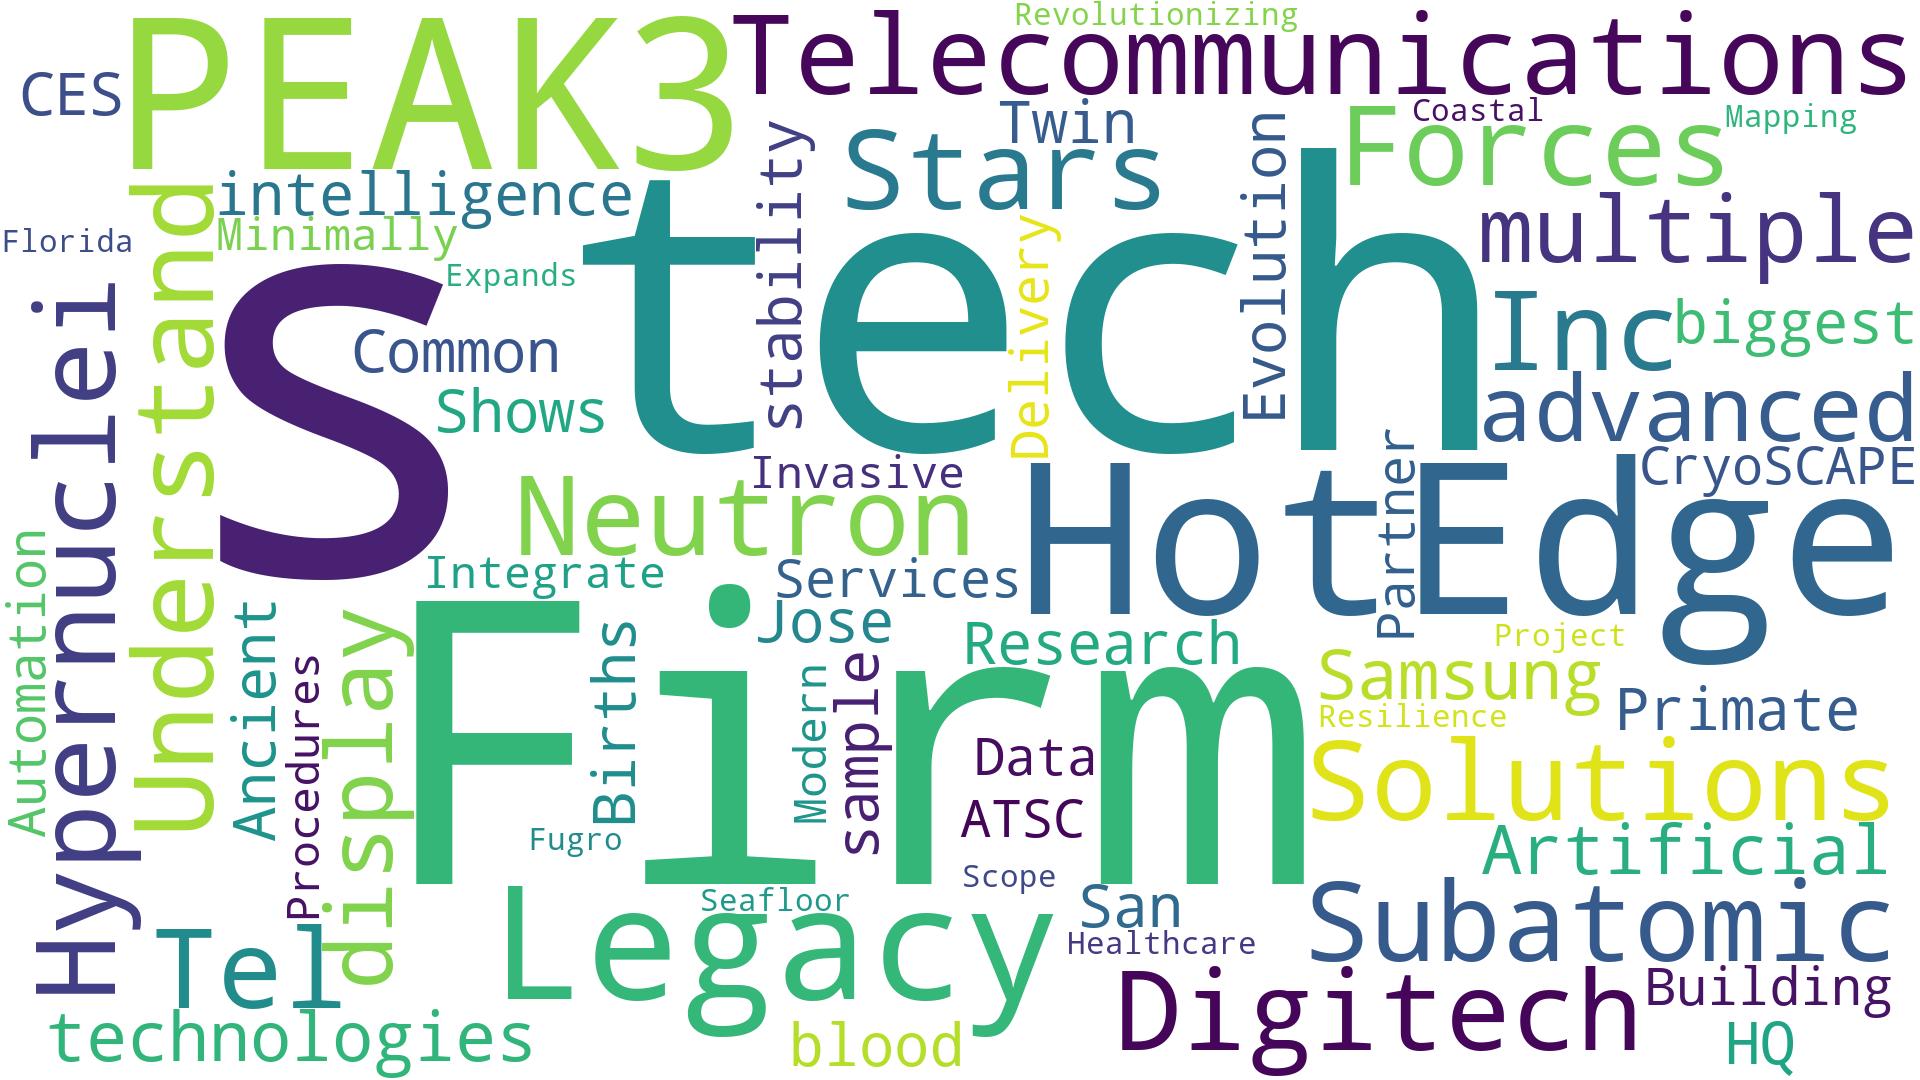 Revolutionizing
PEAK3
Telecommunications
CES
Twin
Coastal
Mapping
Forces
Stars
stability
Evolution
intelligence
Minimally
Florida
Understand
tech
multiple
Expands
s
Delivery
Hypernuclei
Common
Inc
biggest
Shows
advanced
Invasive
CryoSCAPE
Neutron
HotEdge
Partner
Automation
Integrate
Services
Jose
Ancient
Births
Research
Project
Samsung
Procedures
display
Firm
Modern
sample
Resilience
Primate
Data
Solutions
ATSC
Fugro
Artificial
Scope
Seafloor
San
Subatomic
Legacy
Healthcare
Tel
Digitech
Building
technologies
blood
HQ